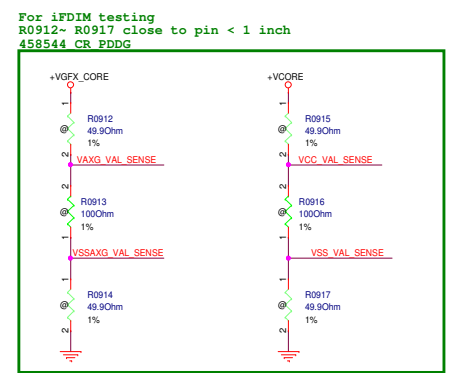 For iFDIM testing
R0912~ R0917 close to pin < 1 inch
458544 CR PDDG
+VGFX_CORE
+VCORE
1
1
@
R0912
49.9Ohm
1%
@
R0915
49.9Ohm
1%
2
2
VAXG_VAL_SENSE
VCC_VAL_SENSE
2
2
@
R0913
100Ohm
1%
@
R0916
100Ohm
1%
1
1
VSSAXG_VAL_SENSE
VSS_VAL_SENSE
1
1
@
R0914
49.9Ohm
1%
@
R0917
49.9Ohm
1%
2
2